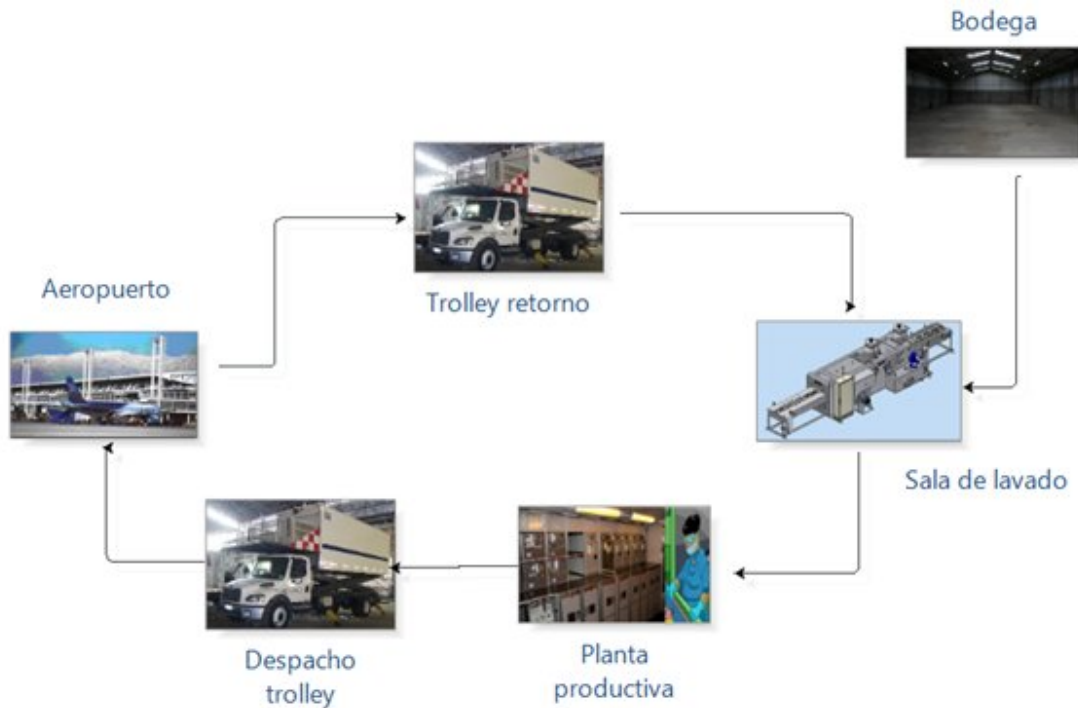 Bodega
Aeropuerto
Trolley retorno
Sala de lavado
Despacho
trolley
Planta
productiva